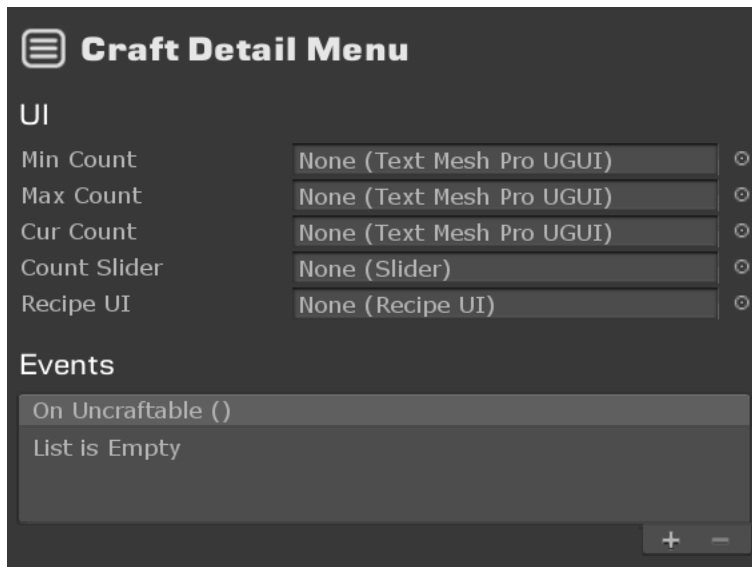 Craft Detail Menu
UI
Min Count None (Text Mesh Pro UGUI)
Max Count None (Text Mesh Pro UGUI)
Cur Count None (Text Mesh Pro UGUI)
Count Slider None (Slider)
Recipe UI None (Recipe UI)
Events
On Uncraftable ()
List is Empty
+ −